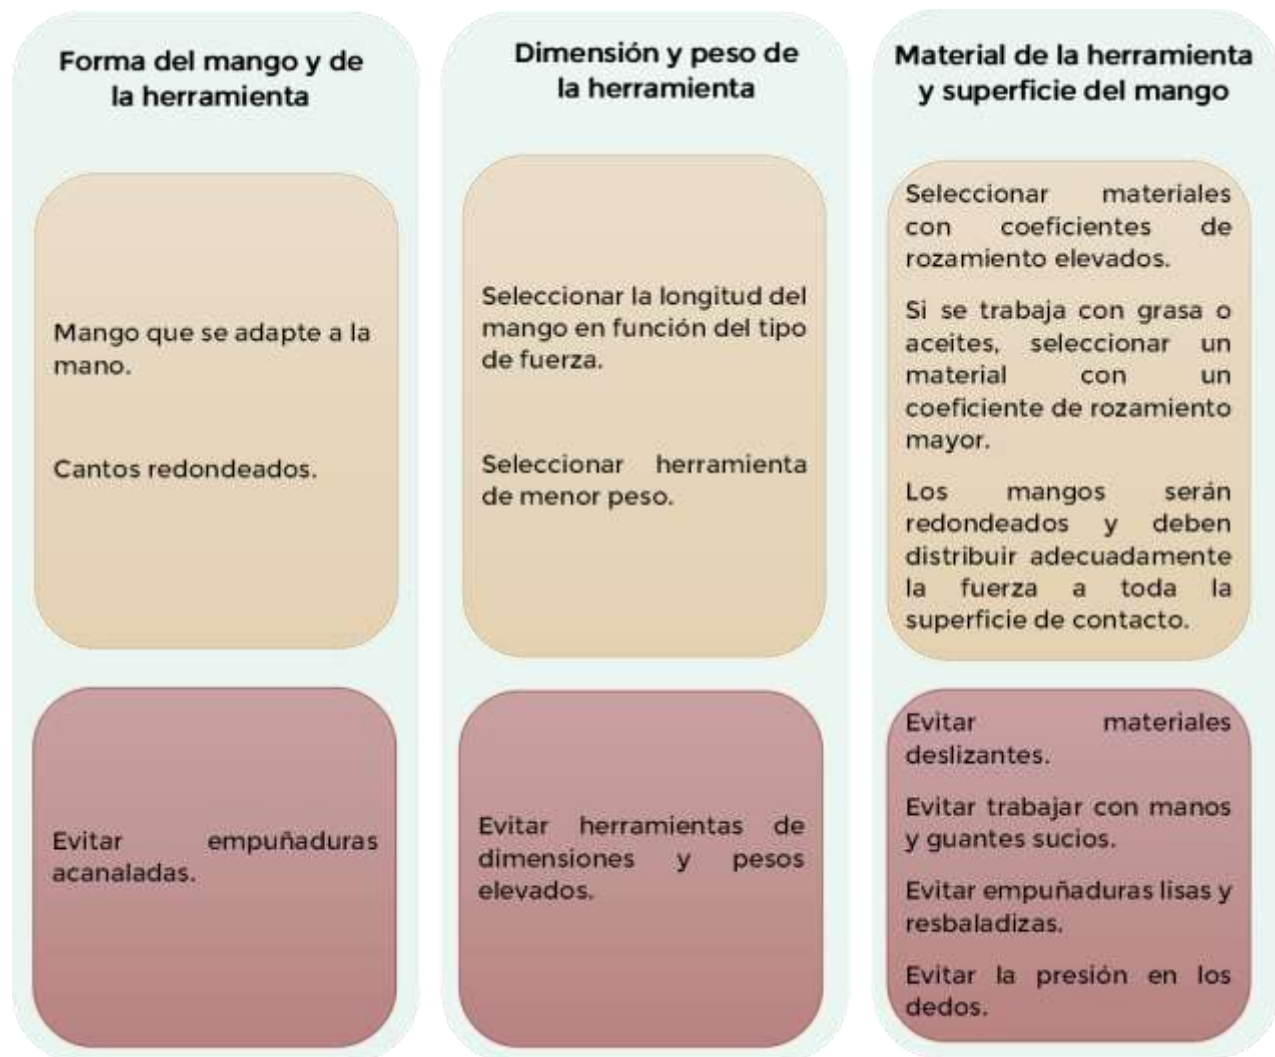 Forma del mango y de
la herramienta
Mango que se adapte a la
mano.
Cantos redondeados.
Evitar empuñaduras
acanaladas.
Dimensión y peso de
la herramienta
Seleccionar la longitud del
mango en función del tipo
de fuerza.
Seleccionar herramienta
de menor peso.
Evitar herramientas de
dimensiones y pesos
elevados.
Material de la herramienta
y superficie del mango
Seleccionar materiales
con coeficientes de
rozamiento elevados.
Si se trabaja con grasa o
aceites, seleccionar un
material con un
coeficiente de rozamiento
mayor.
Los mangos serán
redondeados y deben
distribuir adecuadamente
la fuerza a toda la
superficie de contacto.
Evitar materiales
deslizantes.
Evitar trabajar con manos
y guantes sucios.
Evitar empuñaduras lisas y
resbaladizas.
Evitar la presión en los
dedos.